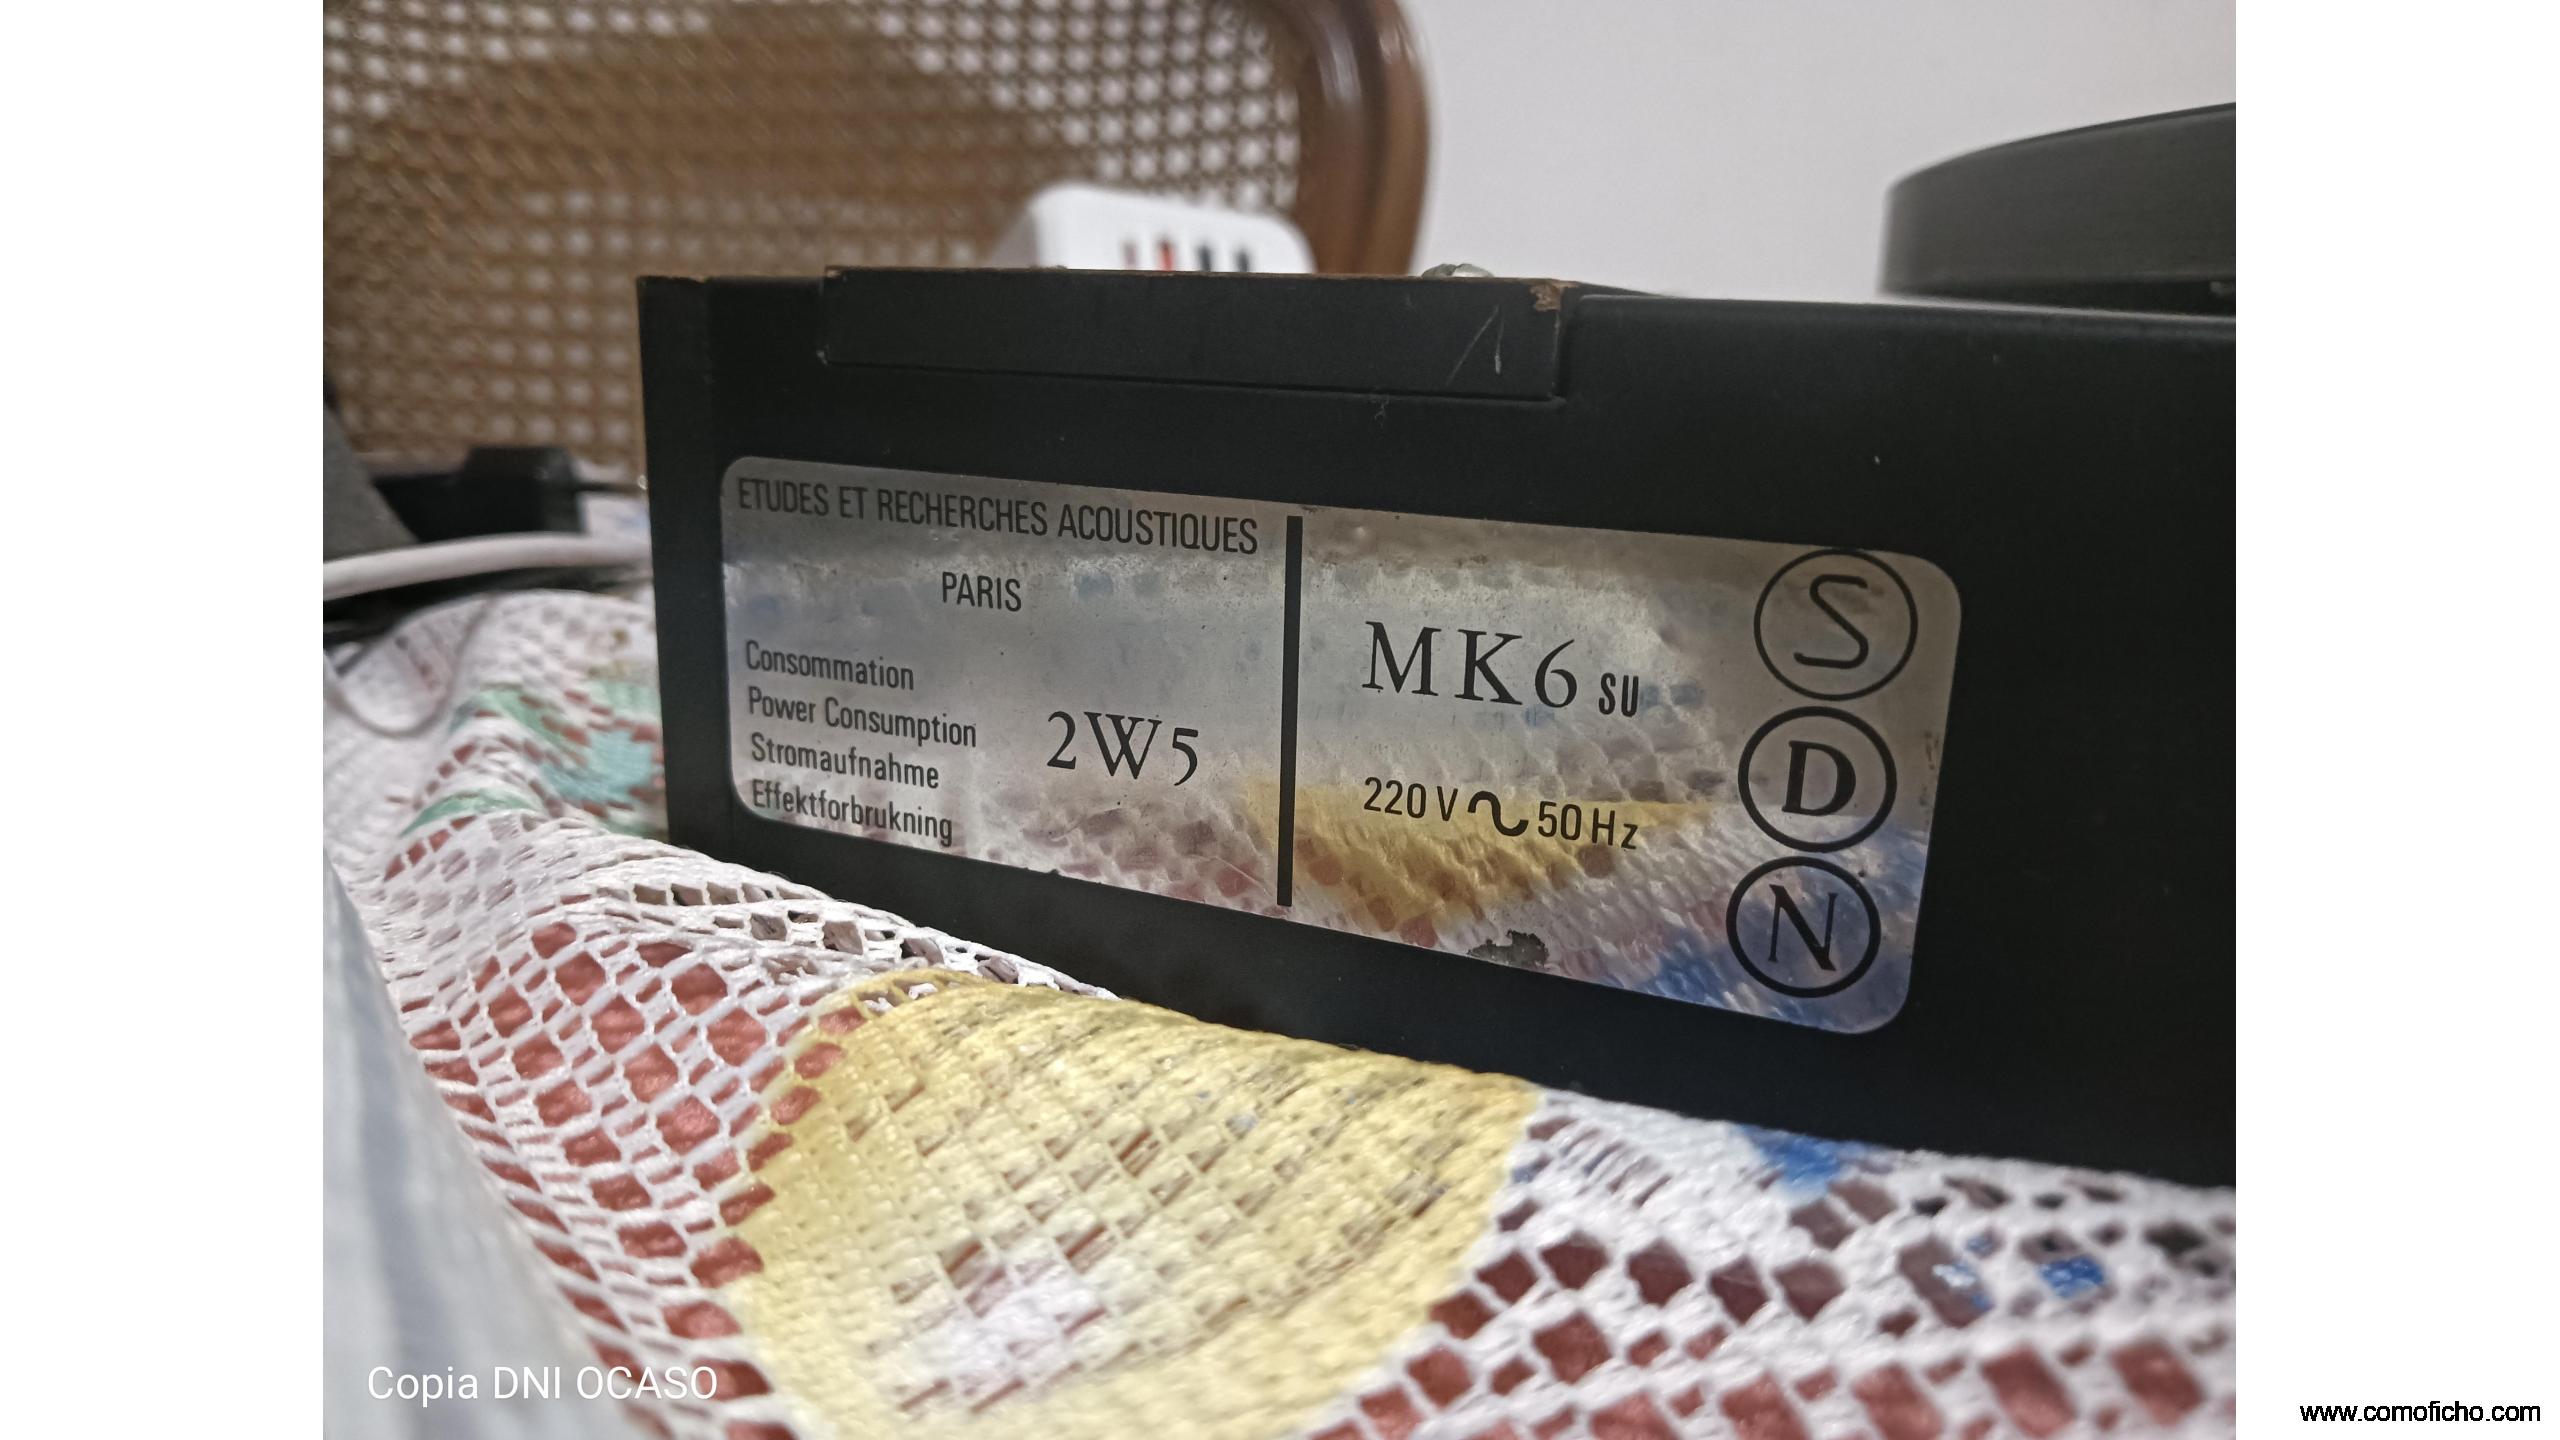 ETUDES ET RECHERCHES ACOUSTIQUES
PARIS
Consommation
Power Consumption
Stromaufnahme
Effektforbrukning
2W5
MK6 SU
220 V ∿ 50 Hz
S
D
N
Copia DNI OCASO
www.comoficho.com